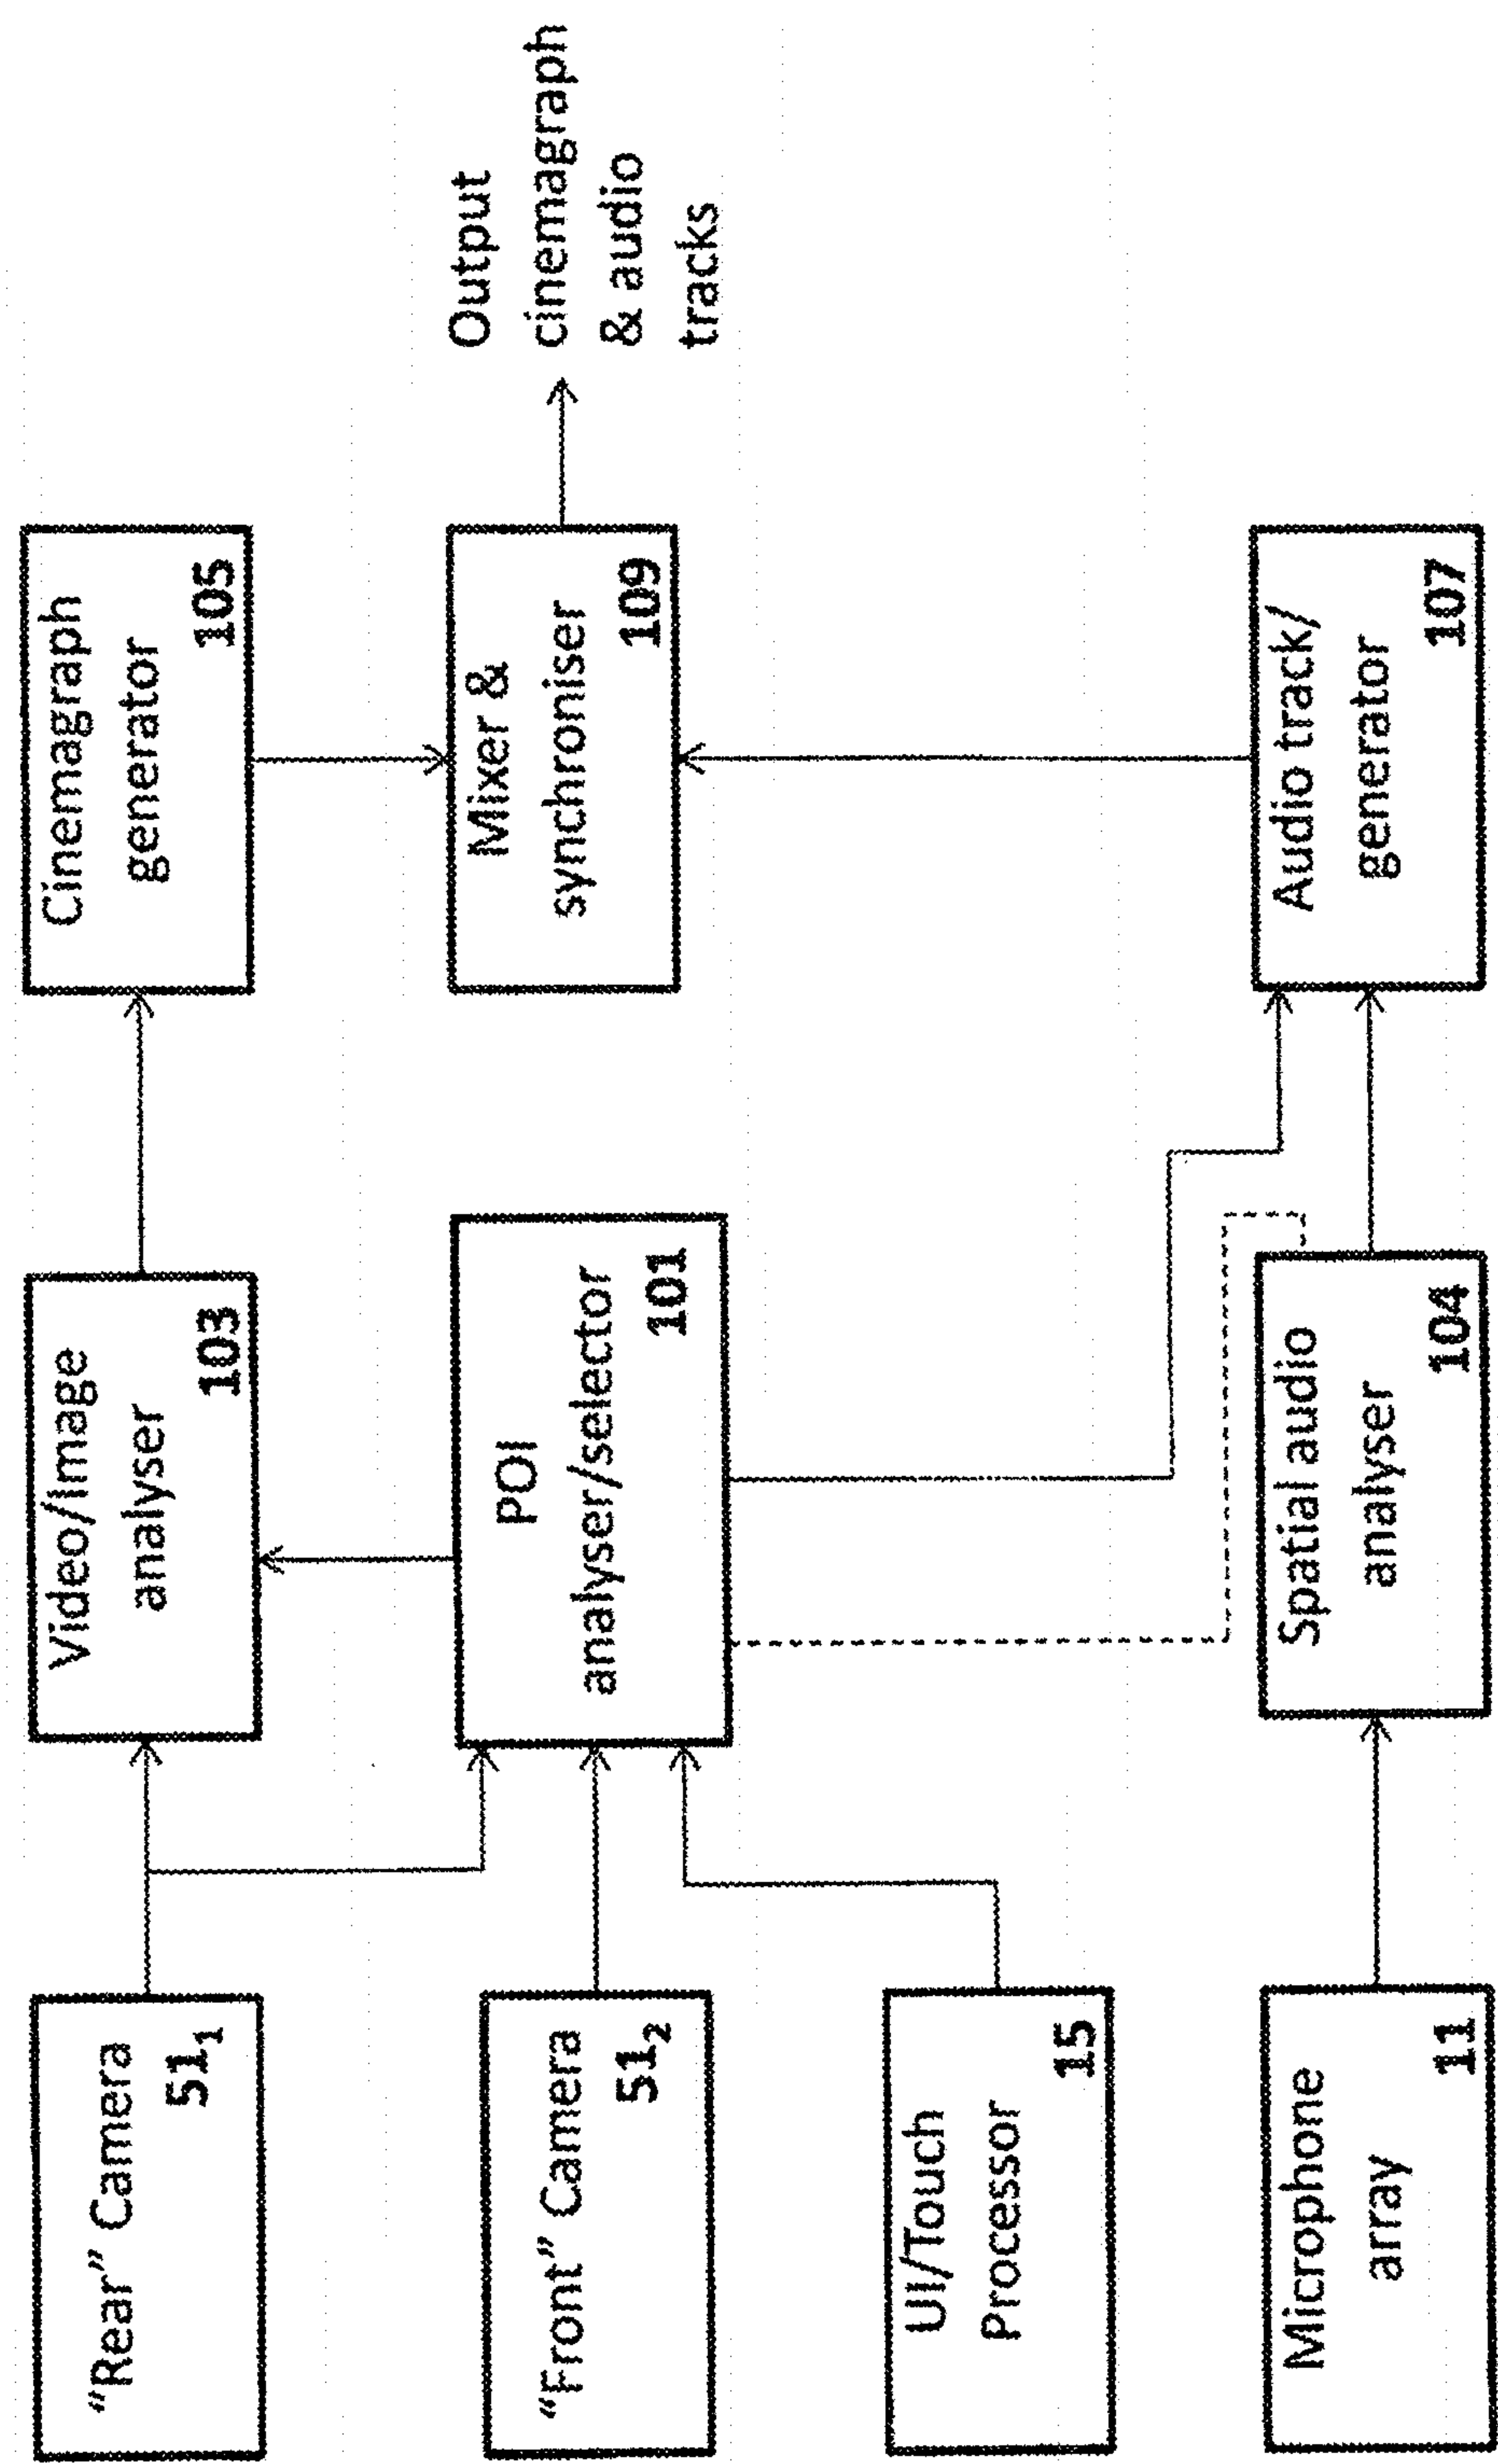 "Rear" Camera
51₁
"Front" Camera
51₂
UI/Touch
Processor
15
Microphone
array
11
Video/Image
analyser
103
POI
analyser/selector
101
Spatial audio
analyser
104
Cinemagraph
generator
105
Mixer &
synchroniser
109
Audio track/
generator
107
Output
cinemagraph
& audio
tracks